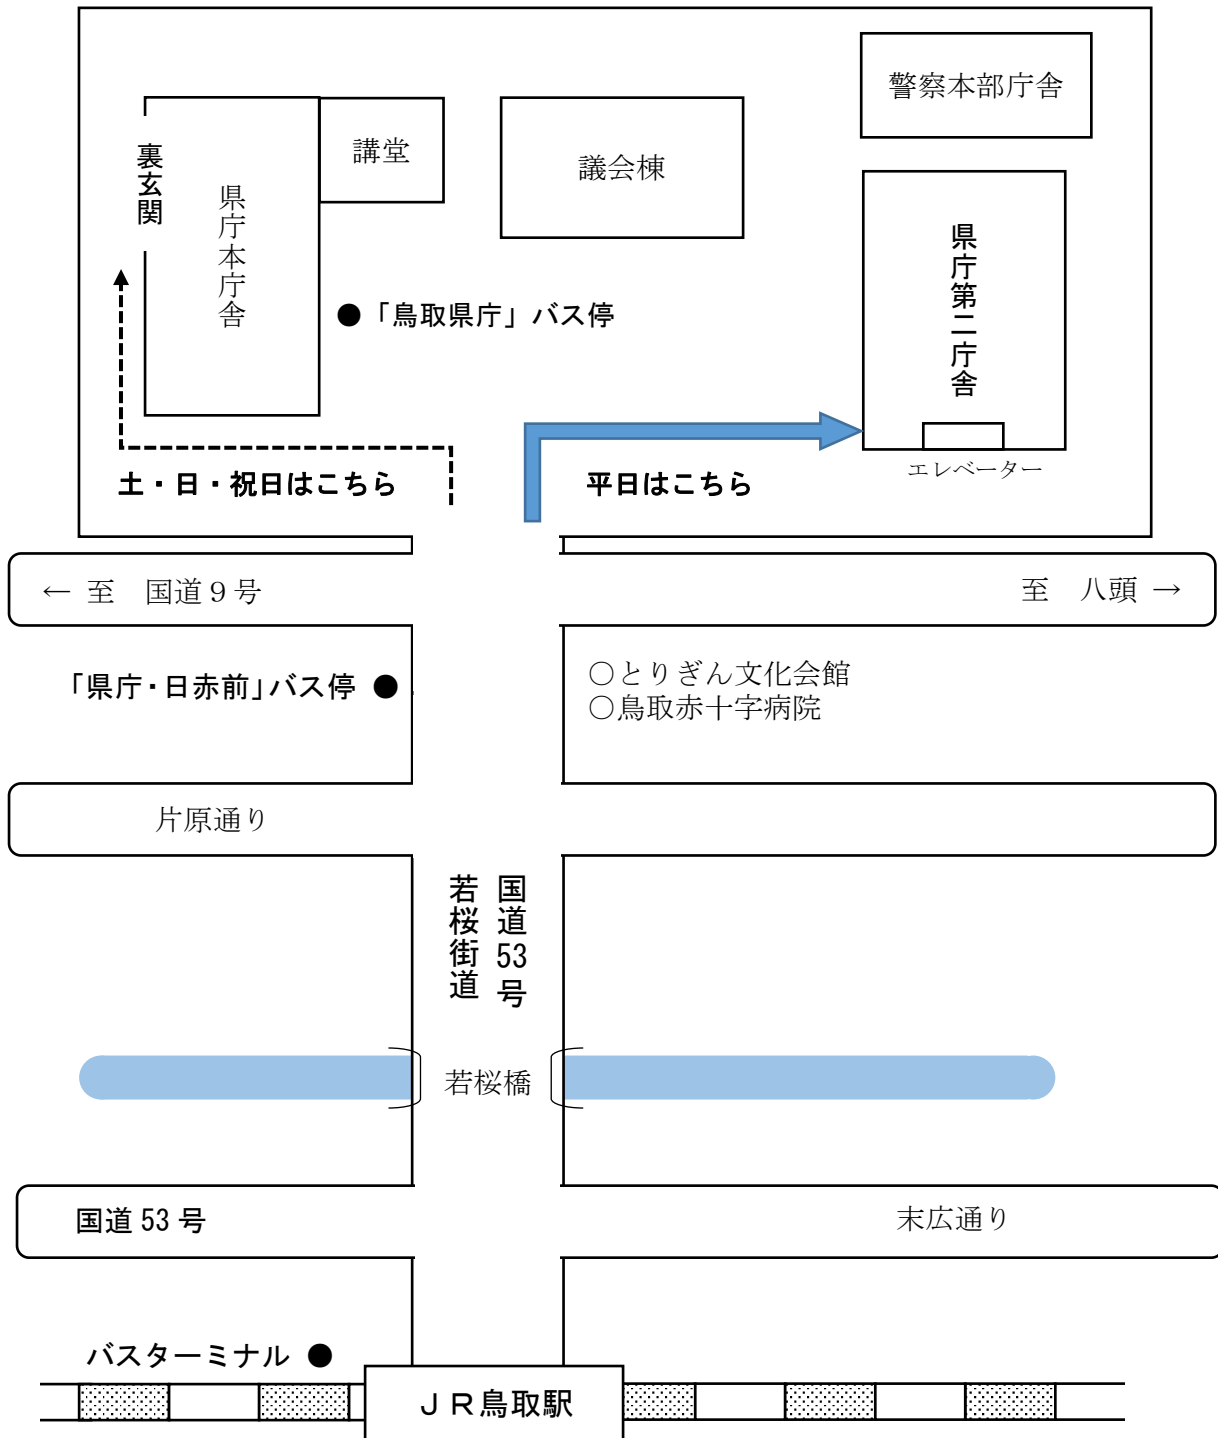 警察本部庁舎
講堂
議会棟
裏玄関
県庁本庁舎
県庁第二庁舎
●「鳥取県庁」バス停
エレベーター
土・日・祝日はこちら
平日はこちら
← 至　国道９号
至　八頭 →
「県庁・日赤前」バス停 ●
○とりぎん文化会館
○鳥取赤十字病院
片原通り
国道53号
若桜街道
若桜橋
国道 53 号
末広通り
バスターミナル ●
ＪＲ鳥取駅